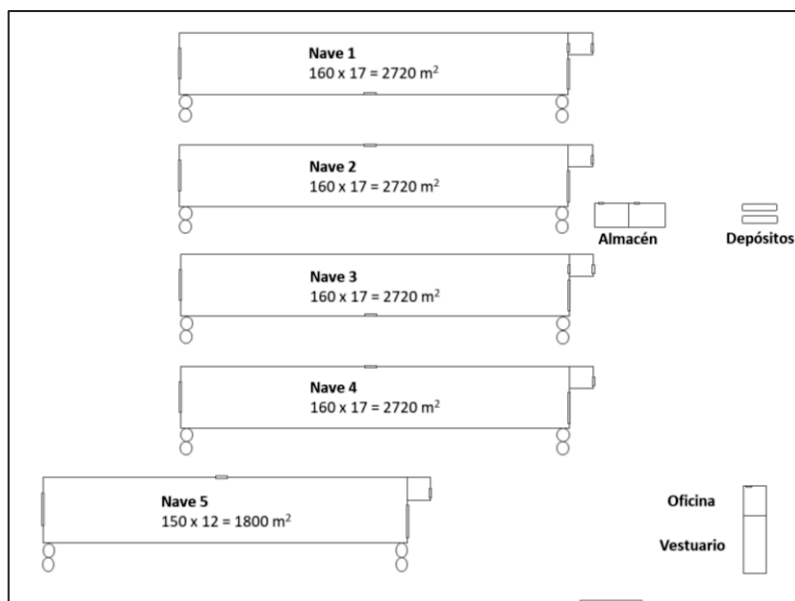 Nave 1
160 x 17 = 2720 m²
Nave 2
160 x 17 = 2720 m²
Almacén
Depósitos
Nave 3
160 x 17 = 2720 m²
Nave 4
160 x 17 = 2720 m²
Nave 5
150 x 12 = 1800 m²
Oficina
Vestuario